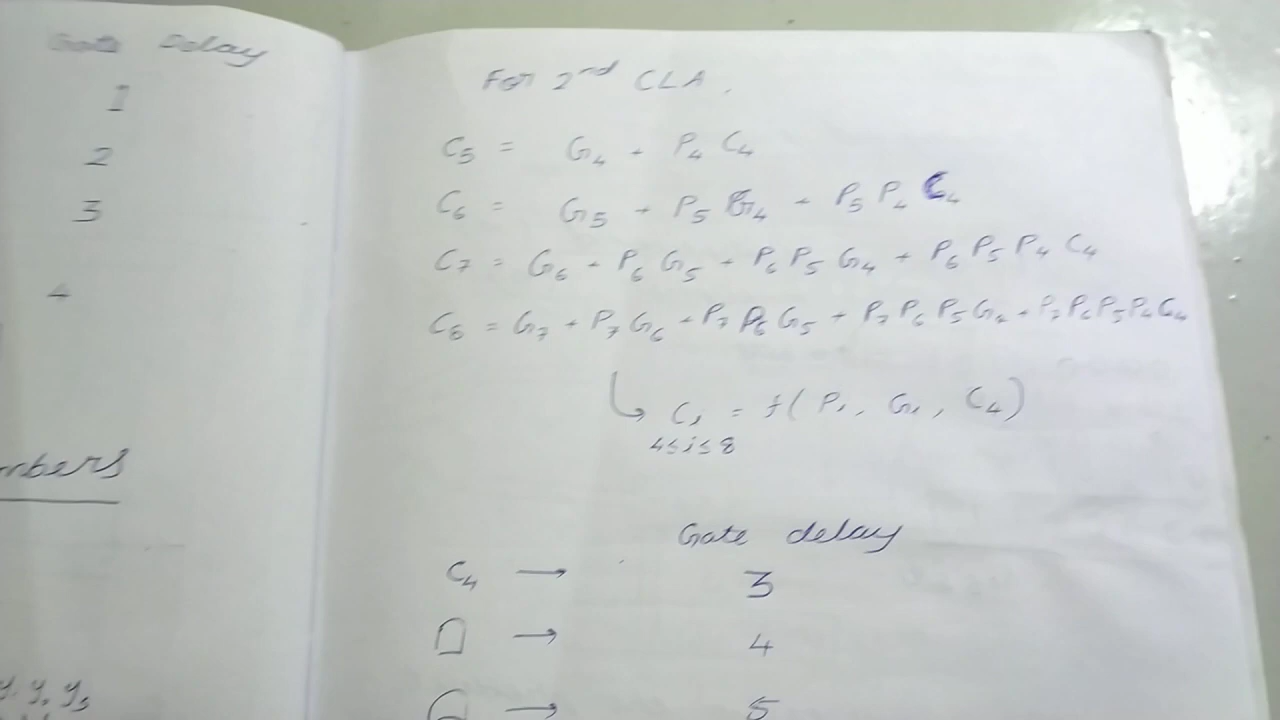 Gate Delay
1
2
3
4
mbers
y. y₀ y₅
For 2nd CLA.
C₅ = G₄ + P₄ C₄
C₆ = G₅ + P₅ G₄ + P₅ P₄ C₄
C₇ = G₆ + P₆ G₅ + P₆ P₅ G₄ + P₆ P₅ P₄ C₄
C₈ = G₇ + P₇ G₆ + P₇ P₆ G₅ + P₇ P₆ P₅ G₄ + P₇ P₆ P₅ P₄ C₄
↳ Cᵢ = f( Pᵢ, Gᵢ, C₄ )
4≤i≤8
Gate delay
C₄ → 3
→ 4
→ 5